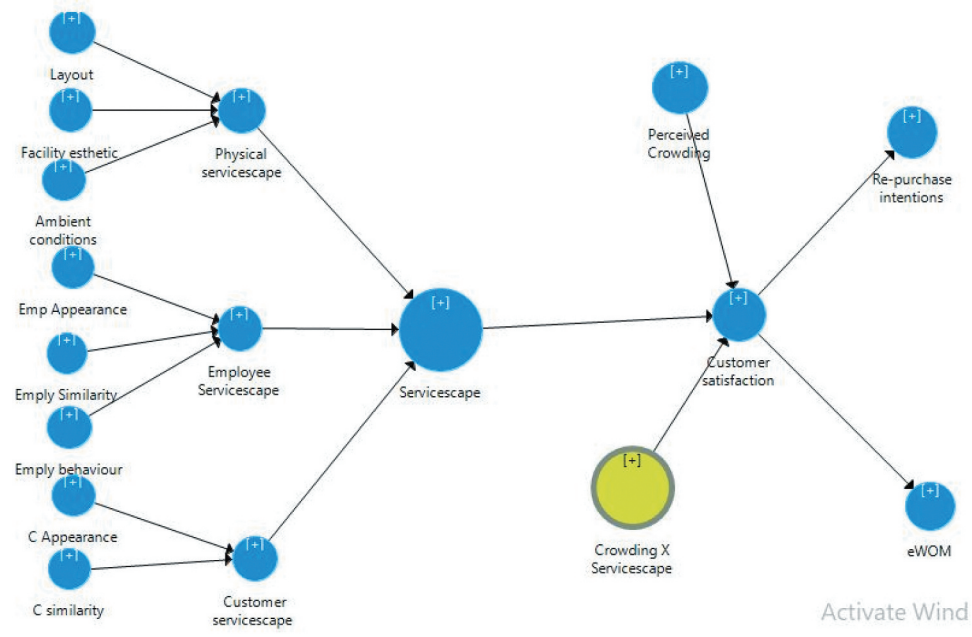 [+]
Layout
[+]
Facility esthetic
[+]
Ambient
conditions
[+]
Physical
servicescape
[+]
Emp Appearance
[+]
Emply Similarity
[+]
Emply behaviour
[+]
Employee
Servicescape
[+]
C Appearance
[+]
C similarity
[+]
Customer
servicescape
[+]
Servicescape
[+]
Perceived
Crowding
[+]
Customer
satisfaction
[+]
Crowding X
Servicescape
[+]
Re-purchase
intentions
[+]
eWOM
Activate Wind